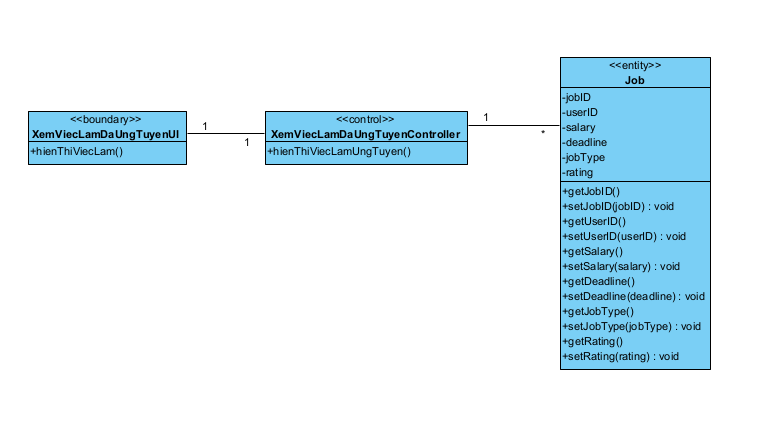 <<boundary>>
XemViecLamDaUngTuyenUI
+hienThiViecLam()
1
1
<<control>>
XemViecLamDaUngTuyenController
+hienThiViecLamUngTuyen()
1
*
<<entity>>
Job
-jobID
-userID
-salary
-deadline
-jobType
-rating
+getJobID()
+setJobID(jobID) : void
+getUserID()
+setUserID(userID) : void
+getSalary()
+setSalary(salary) : void
+getDeadline()
+setDeadline(deadline) : void
+getJobType()
+setJobType(jobType) : void
+getRating()
+setRating(rating) : void